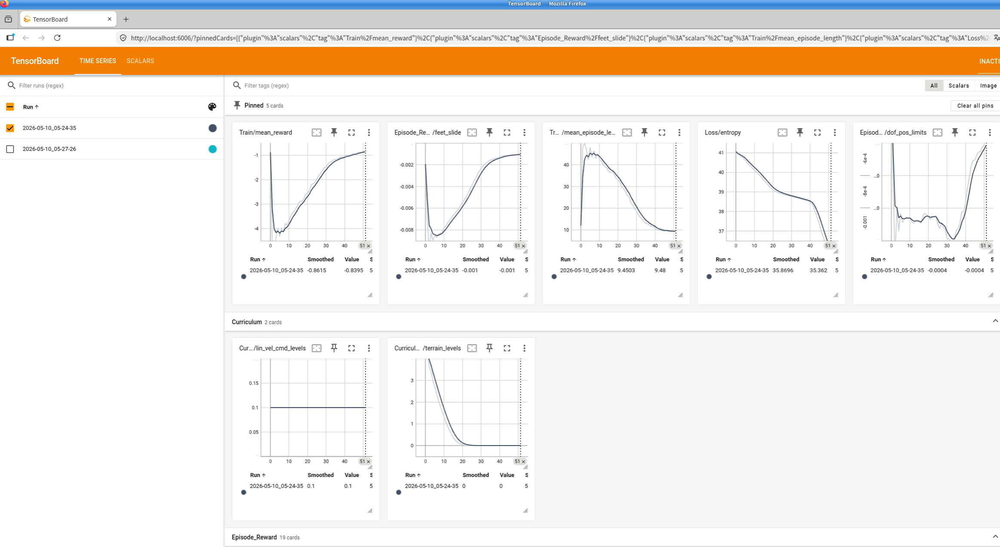 TensorBoard — Mozilla Firefox
TensorBoard
http://localhost:6006/?pinnedCards=[{"plugin"%3A"scalars"%2C"tag"%3A"Train%2Fmean_reward"}%2C{"plugin"%3A"scalars"%2C"tag"%3A"Episode_Reward%2Ffeet_slide"}%2C{"plugin"%3A"scalars"%2C"tag"%3A"Train%2Fmean_episode_length"}%2C{"plugin"%3A"scalars"%2C"tag"%3A"Loss%2
TensorBoard TIME SERIES SCALARS INACTI
Filter runs (regex)
Run ↑
2026-05-10_05-24-35
2026-05-10_05-27-26
Filter tags (regex) All Scalars Image
Pinned 5 cards Clear all pins
Train/mean_reward
-1
-2
-3
-4
0 10 20 30 40 51 ×
Run ↑ Smoothed Value S
2026-05-10_05-24-35 -0.8615 -0.8395 5
Episode_Re... /feet_slide
-0.002
-0.004
-0.006
-0.008
0 10 20 30 40 51 ×
Run ↑ Smoothed Value S
2026-05-10_05-24-35 -0.001 -0.001 5
Tr... /mean_episode_le...
40
30
20
10
0 10 20 30 40 51 ×
Run ↑ Smoothed Value S
2026-05-10_05-24-35 9.4503 9.48 5
Loss/entropy
41
40
39
38
37
0 10 20 30 40 51 ×
Run ↑ Smoothed Value S
2026-05-10_05-24-35 35.8696 35.362 5
Episod... /dof_pos_limits
-6e-4
...0
-8e-4
...0
-0.001
0 10 20 30 40 51 ×
Run ↑ Smoothed Value S
2026-05-10_05-24-35 -0.0004 -0.0004 5
Curriculum 2 cards
Cur... /lin_vel_cmd_levels
0.15
0.1
0.05
0 10 20 30 40 51 ×
Run ↑ Smoothed Value S
2026-05-10_05-24-35 0.1 0.1 5
Curricul... /terrain_levels
3
2
1
0
0 10 20 30 40 51 ×
Run ↑ Smoothed Value S
2026-05-10_05-24-35 0 0 5
Episode_Reward 19 cards